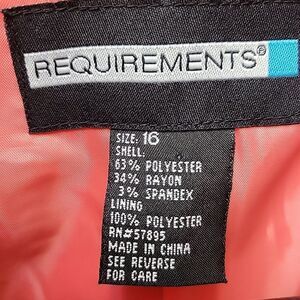 REQUIREMENTS®
SIZE: 16
SHELL:
63% POLYESTER
34% RAYON
3% SPANDEX
LINING
100% POLYESTER
RN#57895
MADE IN CHINA
SEE REVERSE
FOR CARE